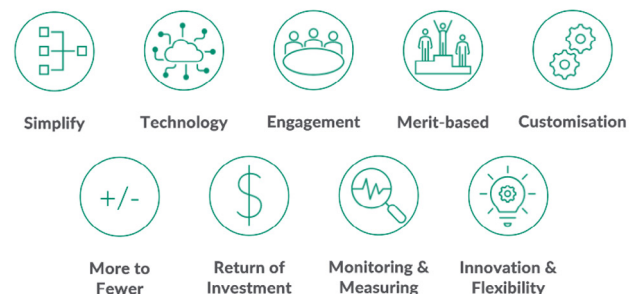 Simplify
Technology
Engagement
Merit-based
Customisation
+/-
$
More to
Fewer
Return of
Investment
Monitoring &
Measuring
Innovation &
Flexibility